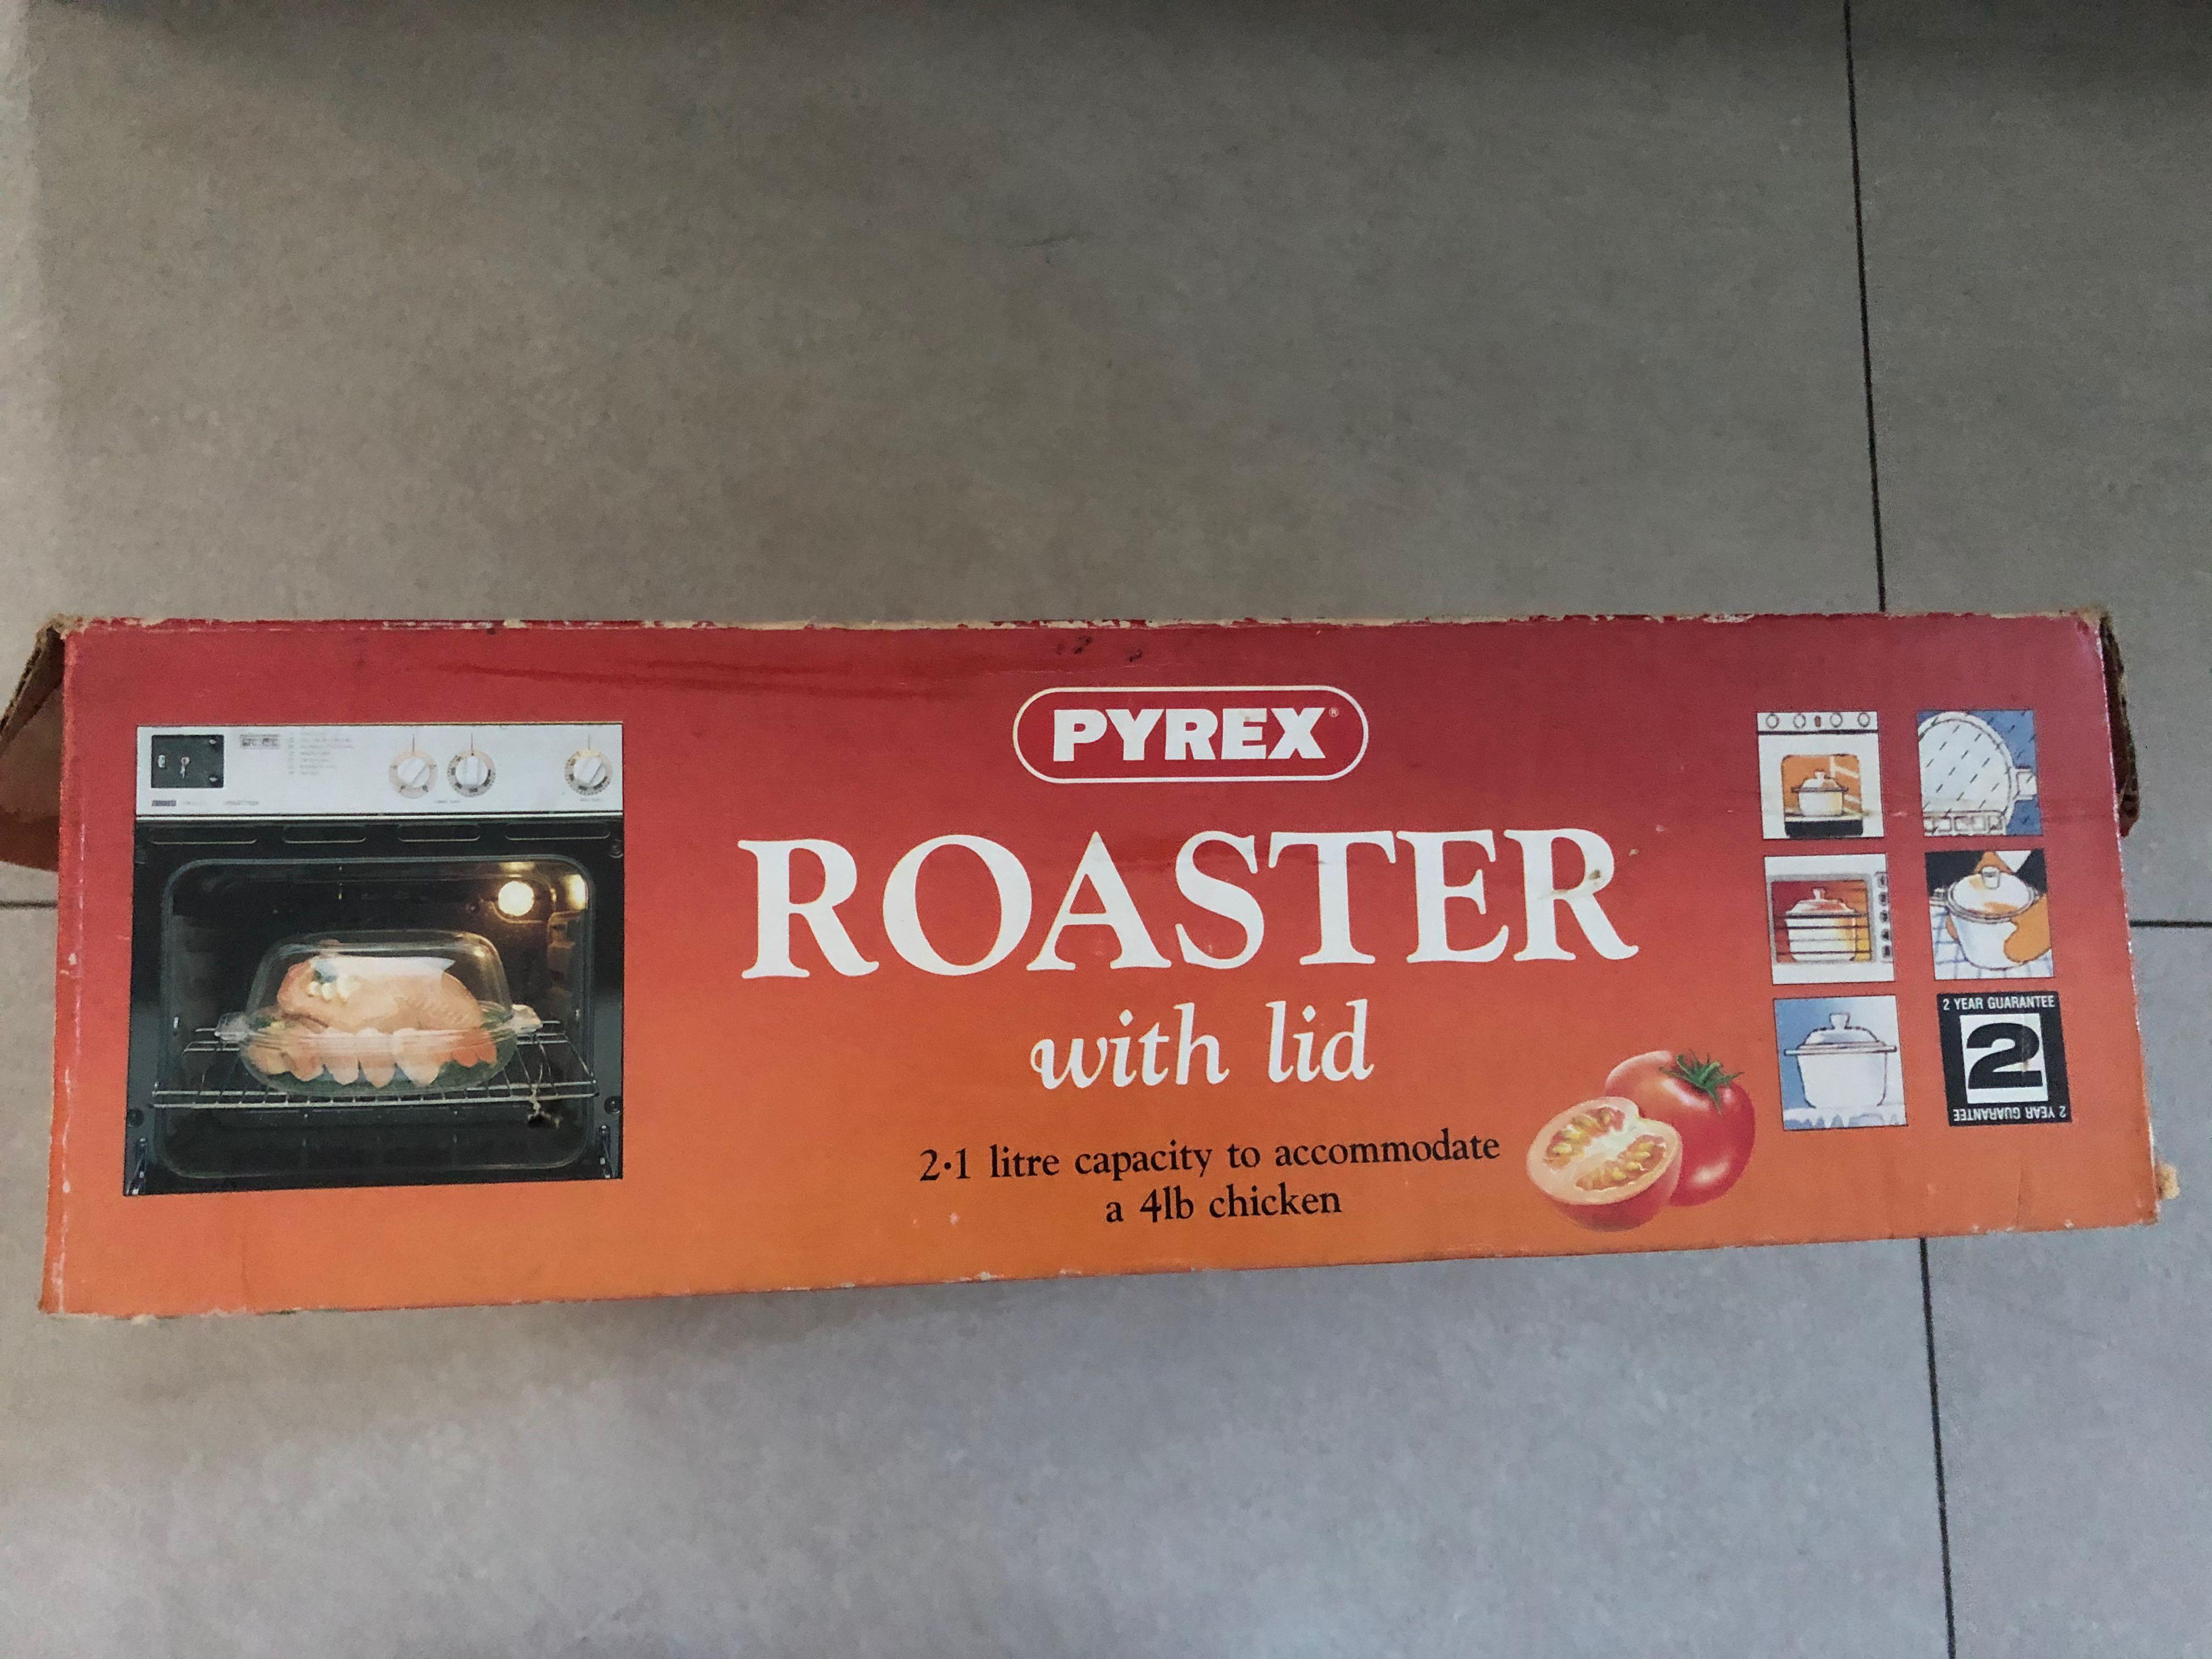 PYREX®
ROASTER
with lid
2·1 litre capacity to accommodate
a 4lb chicken
2 YEAR GUARANTEE
2
2 YEAR GUARANTEE